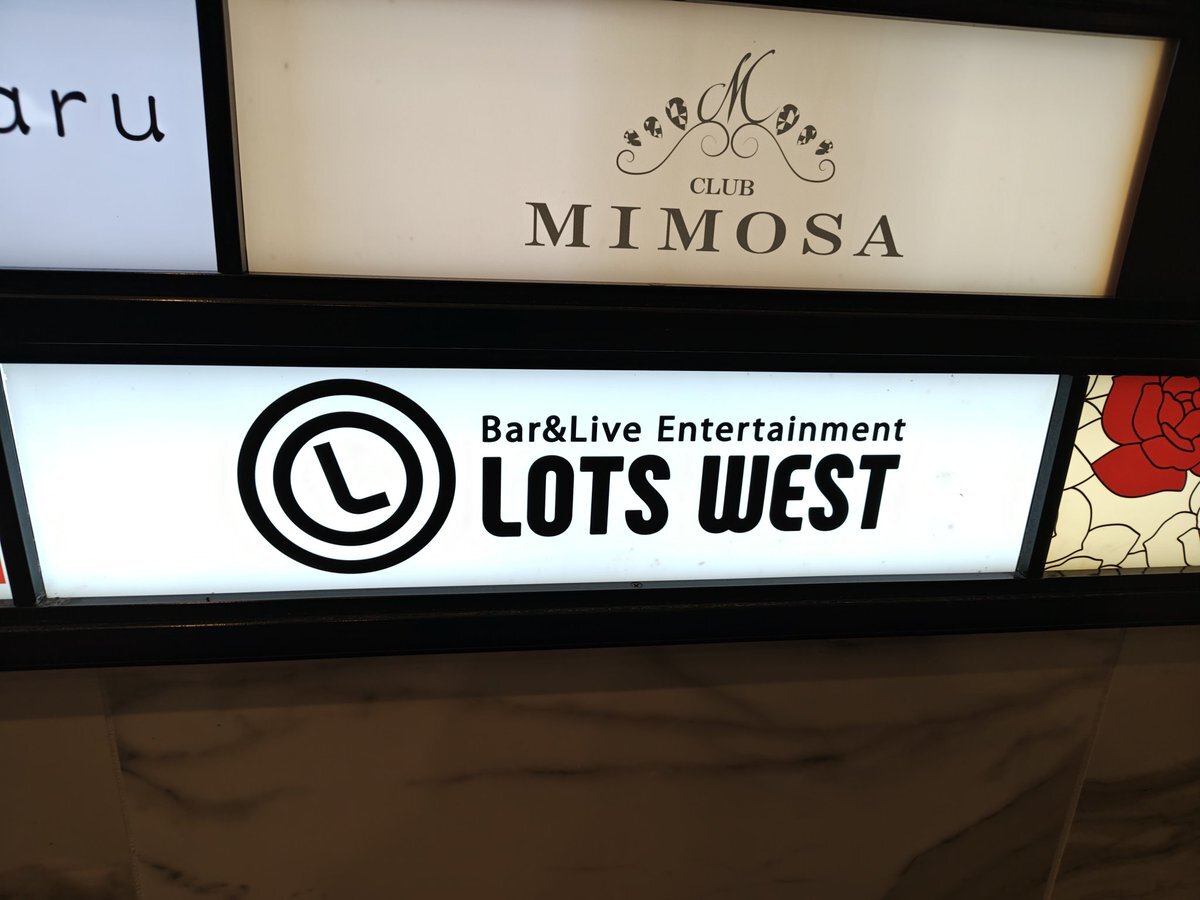 aru
M
CLUB
MIMOSA
L
Bar&Live Entertainment
LOTS WEST